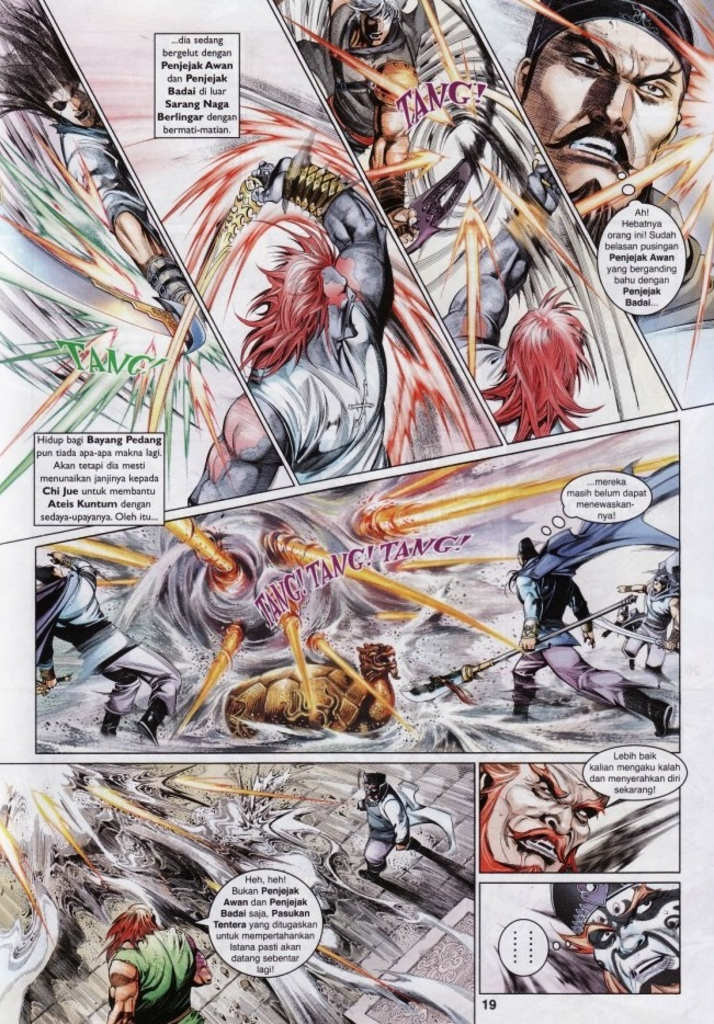 ...dia sedang
bergelut dengan
Penjejak Awan
dan Penjejak
Badai di luar
Sarang Naga
Berlingar dengan
bermati-matian.
TANG!
Ah!
Hebatnya
orang ini! Sudah
belasan pusingan
Penjejak Awan
yang berganding
bahu dengan
Penjejak
Badai...
TANG!
Hidup bagi Bayang Pedang
pun tiada apa-apa makna lagi.
Akan tetapi dia mesti
menunaikan janjinya kepada
Chi Jue untuk membantu
Ateis Kuntum dengan
sedaya-upayanya. Oleh itu...
...mereka
masih belum dapat
menewaskan-
nya!
TANG! TANG! TANG!
Lebih baik
kalian mengaku kalah
dan menyerahkan diri
sekarang!
Heh, heh!
Bukan Penjejak
Awan dan Penjejak
Badai saja, Pasukan
Tentera yang ditugaskan
untuk mempertahankan
Istana pasti akan
datang sebentar
lagi!
19